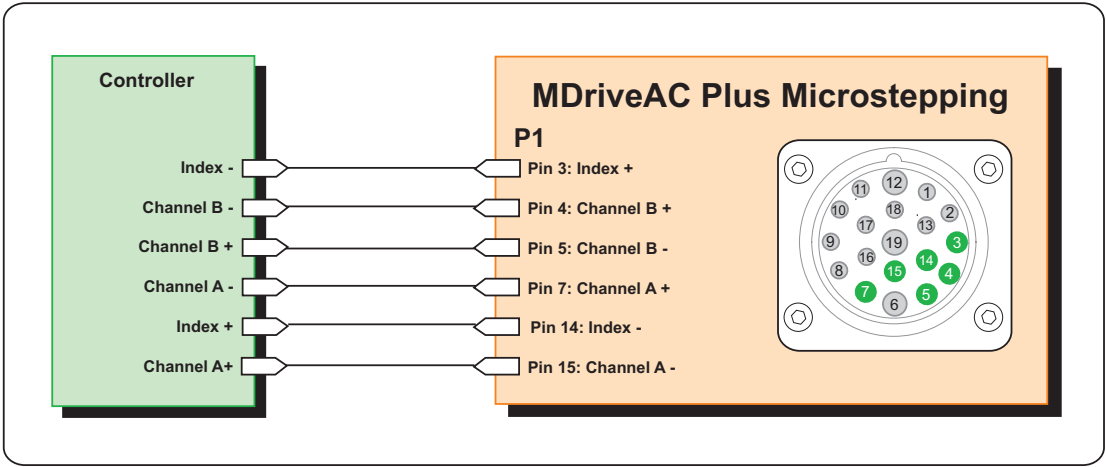 Controller
MDriveAC Plus Microstepping
P1
Index -
Pin 3: Index +
Channel B -
Pin 4: Channel B +
Channel B +
Pin 5: Channel B -
Channel A -
Pin 7: Channel A +
Index +
Pin 14: Index -
Channel A+
Pin 15: Channel A -
12
11
1
10
18
2
17
13
9
19
3
16
14
8
15
4
7
5
6